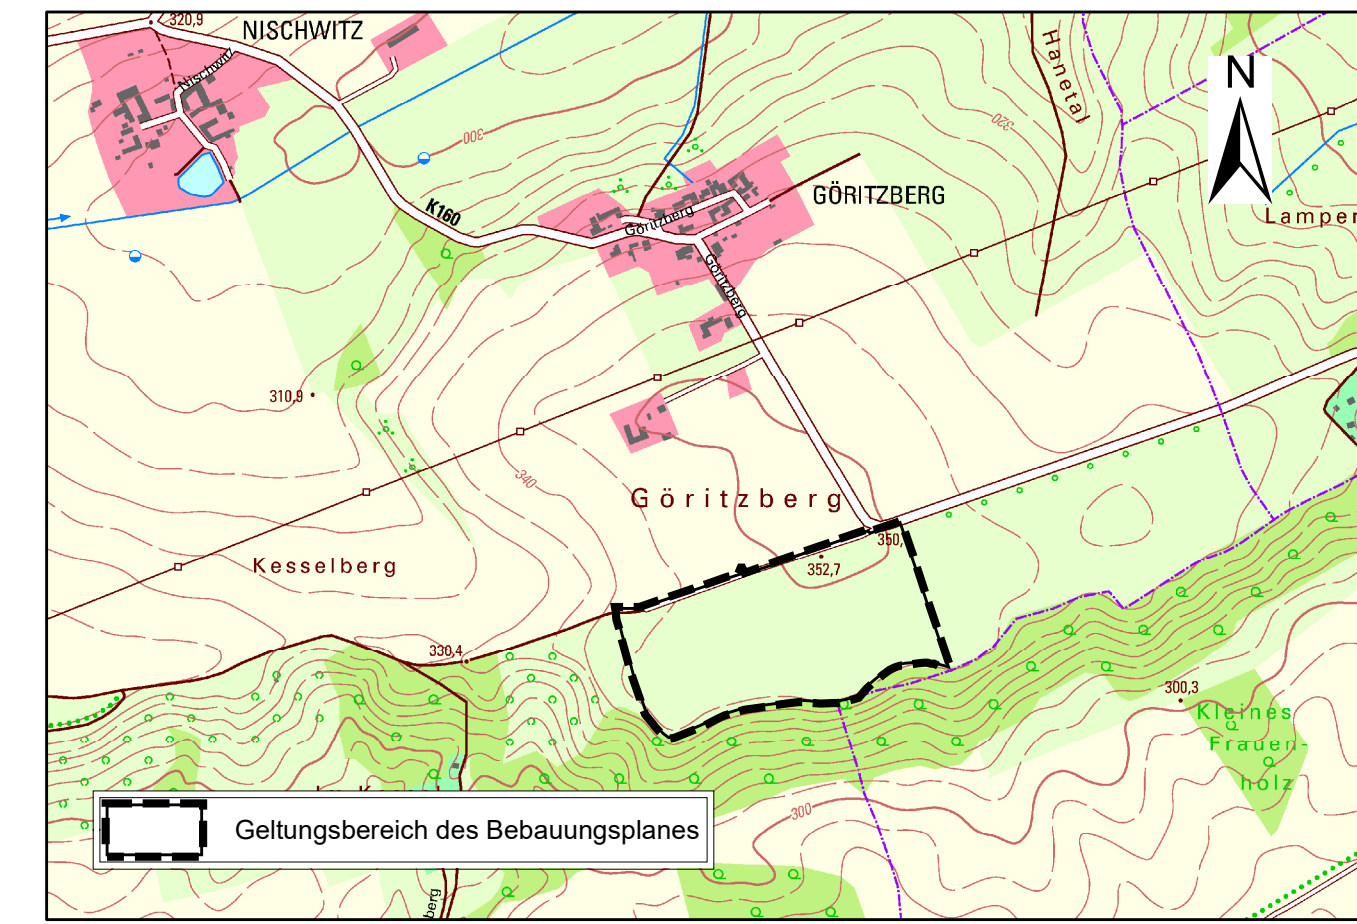 320,9
NISCHWITZ
Nischwitz
Hanetal
N
300
320
K160
Göritzberg
GÖRITZBERG
Lamper
Göritzberg
310,9
340
Göritzberg
Kesselberg
350,
352,7
330,4
300,3
Kleines
Frauen-
holz
300
Geltungsbereich des Bebauungsplanes
berg